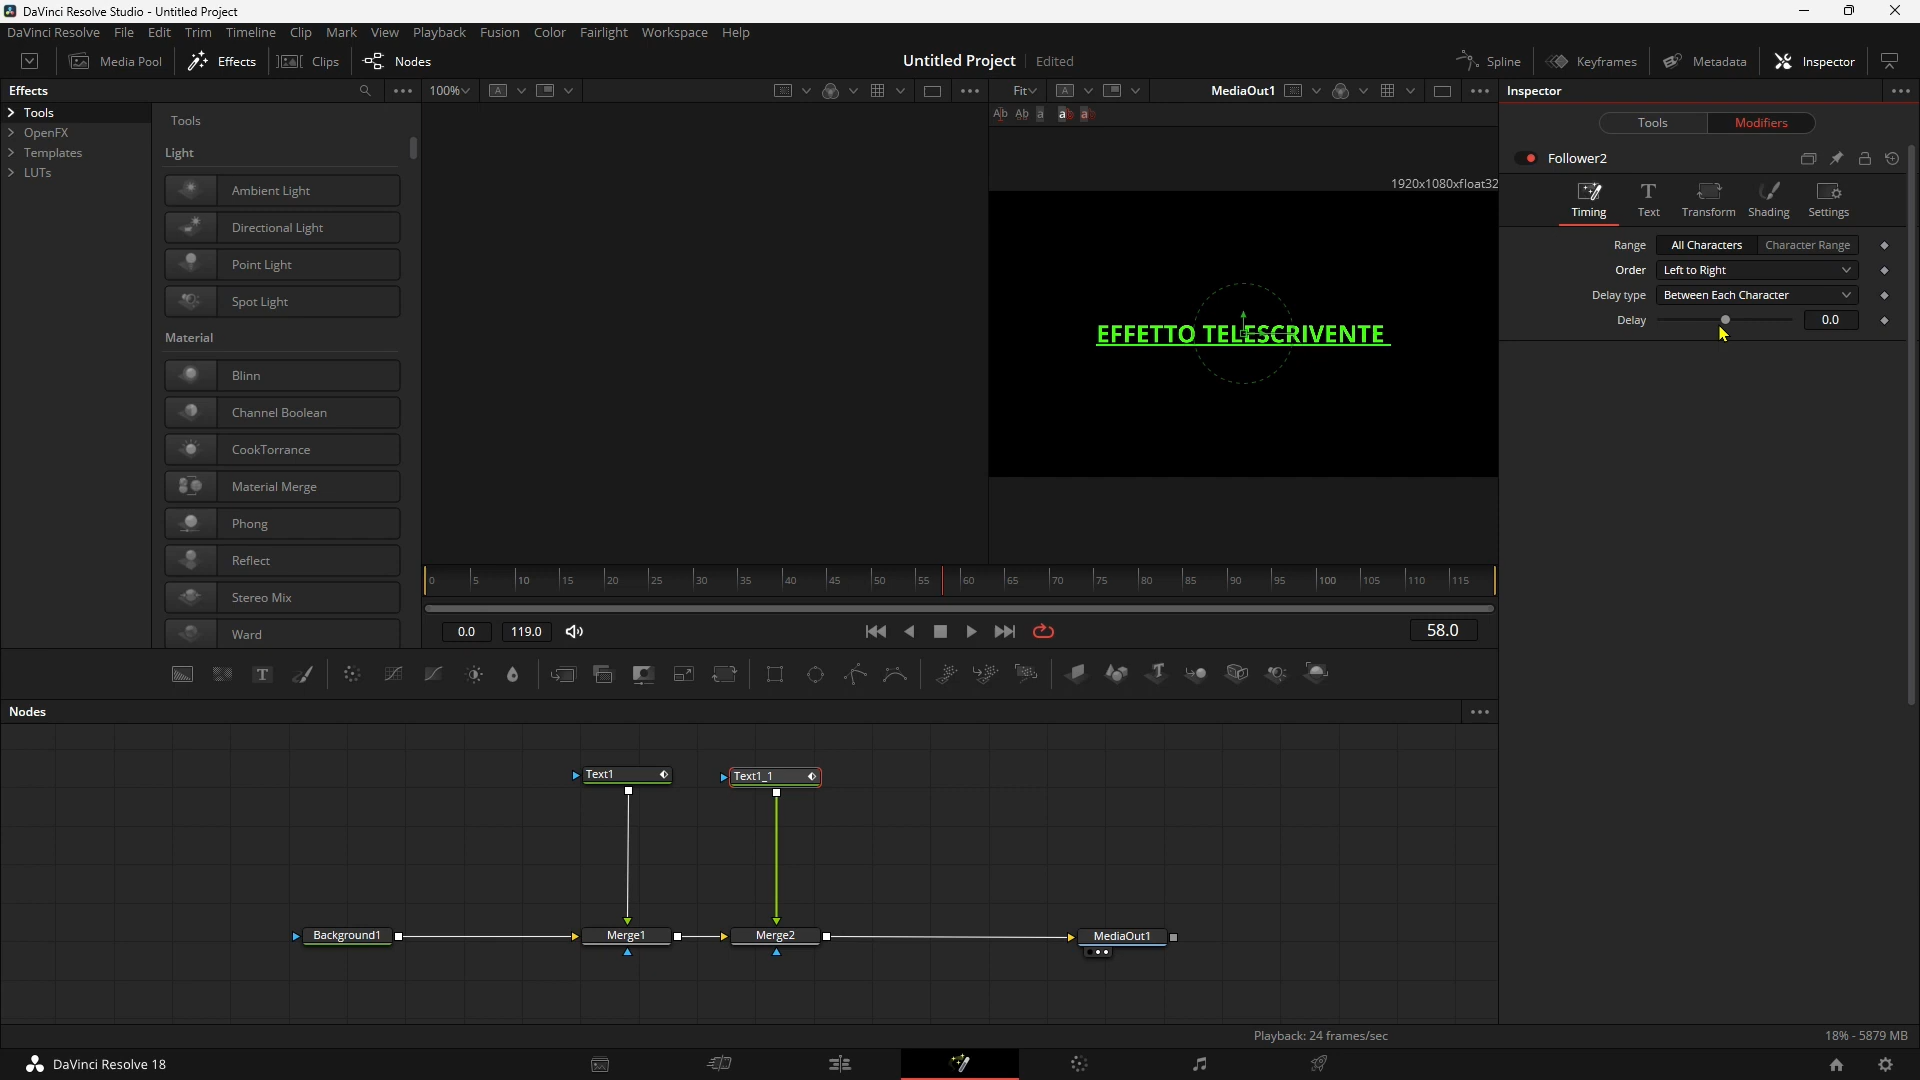 DaVinci Resolve Studio - Untitled Project
DaVinci Resolve File Edit Trim Timeline Clip Mark View Playback Fusion Color Fairlight Workspace Help
Media Pool Effects Clips Nodes Untitled Project Edited Spline Keyframes Metadata Inspector
Effects 100% A Fit A MediaOut1 Inspector
Tools
OpenFX
Templates
LUTs
Tools
Light
Ambient Light
Directional Light
Point Light
Spot Light
Material
Blinn
Channel Boolean
CookTorrance
Material Merge
Phong
Reflect
Stereo Mix
Ward
1920x1080xfloat32
EFFETTO TELESCRIVENTE
Tools Modifiers
Follower2
Timing Text Transform Shading Settings
Range All Characters Character Range
Order Left to Right
Delay type Between Each Character
Delay 0.0
0 5 10 15 20 25 30 35 40 45 50 55 60 65 70 75 80 85 90 95 100 105 110 115
0.0 119.0 58.0
Nodes
Text1 Text1_1
Background1 Merge1 Merge2 MediaOut1
Playback: 24 frames/sec 18% - 5879 MB
DaVinci Resolve 18